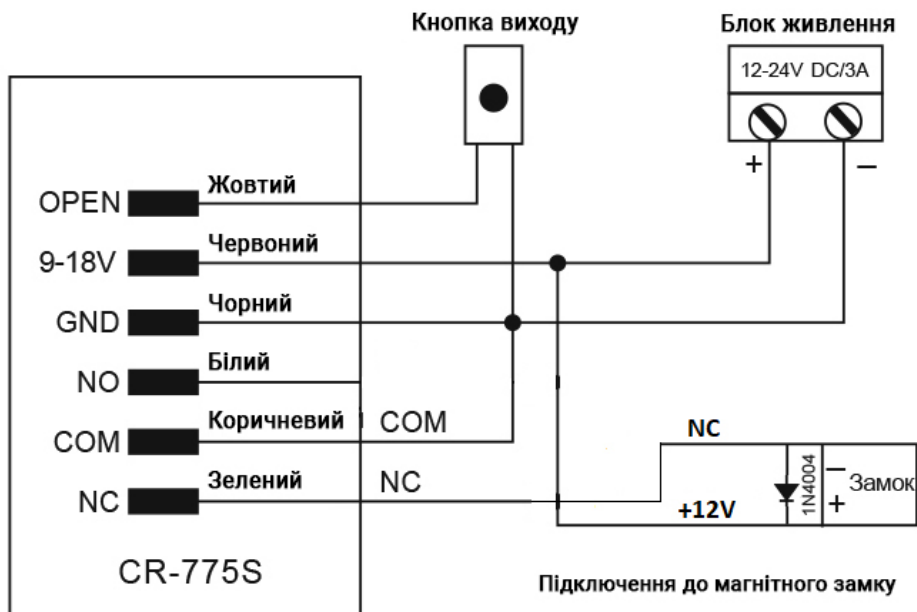 Кнопка виходу
Блок живлення
12-24V DC/3A
+ –
OPEN Жовтий
9-18V Червоний
GND Чорний
NO Білий
COM Коричневий COM
NC Зелений NC
NC
1N4004
– Замок
+
+12V
CR-775S
Підключення до магнітного замку